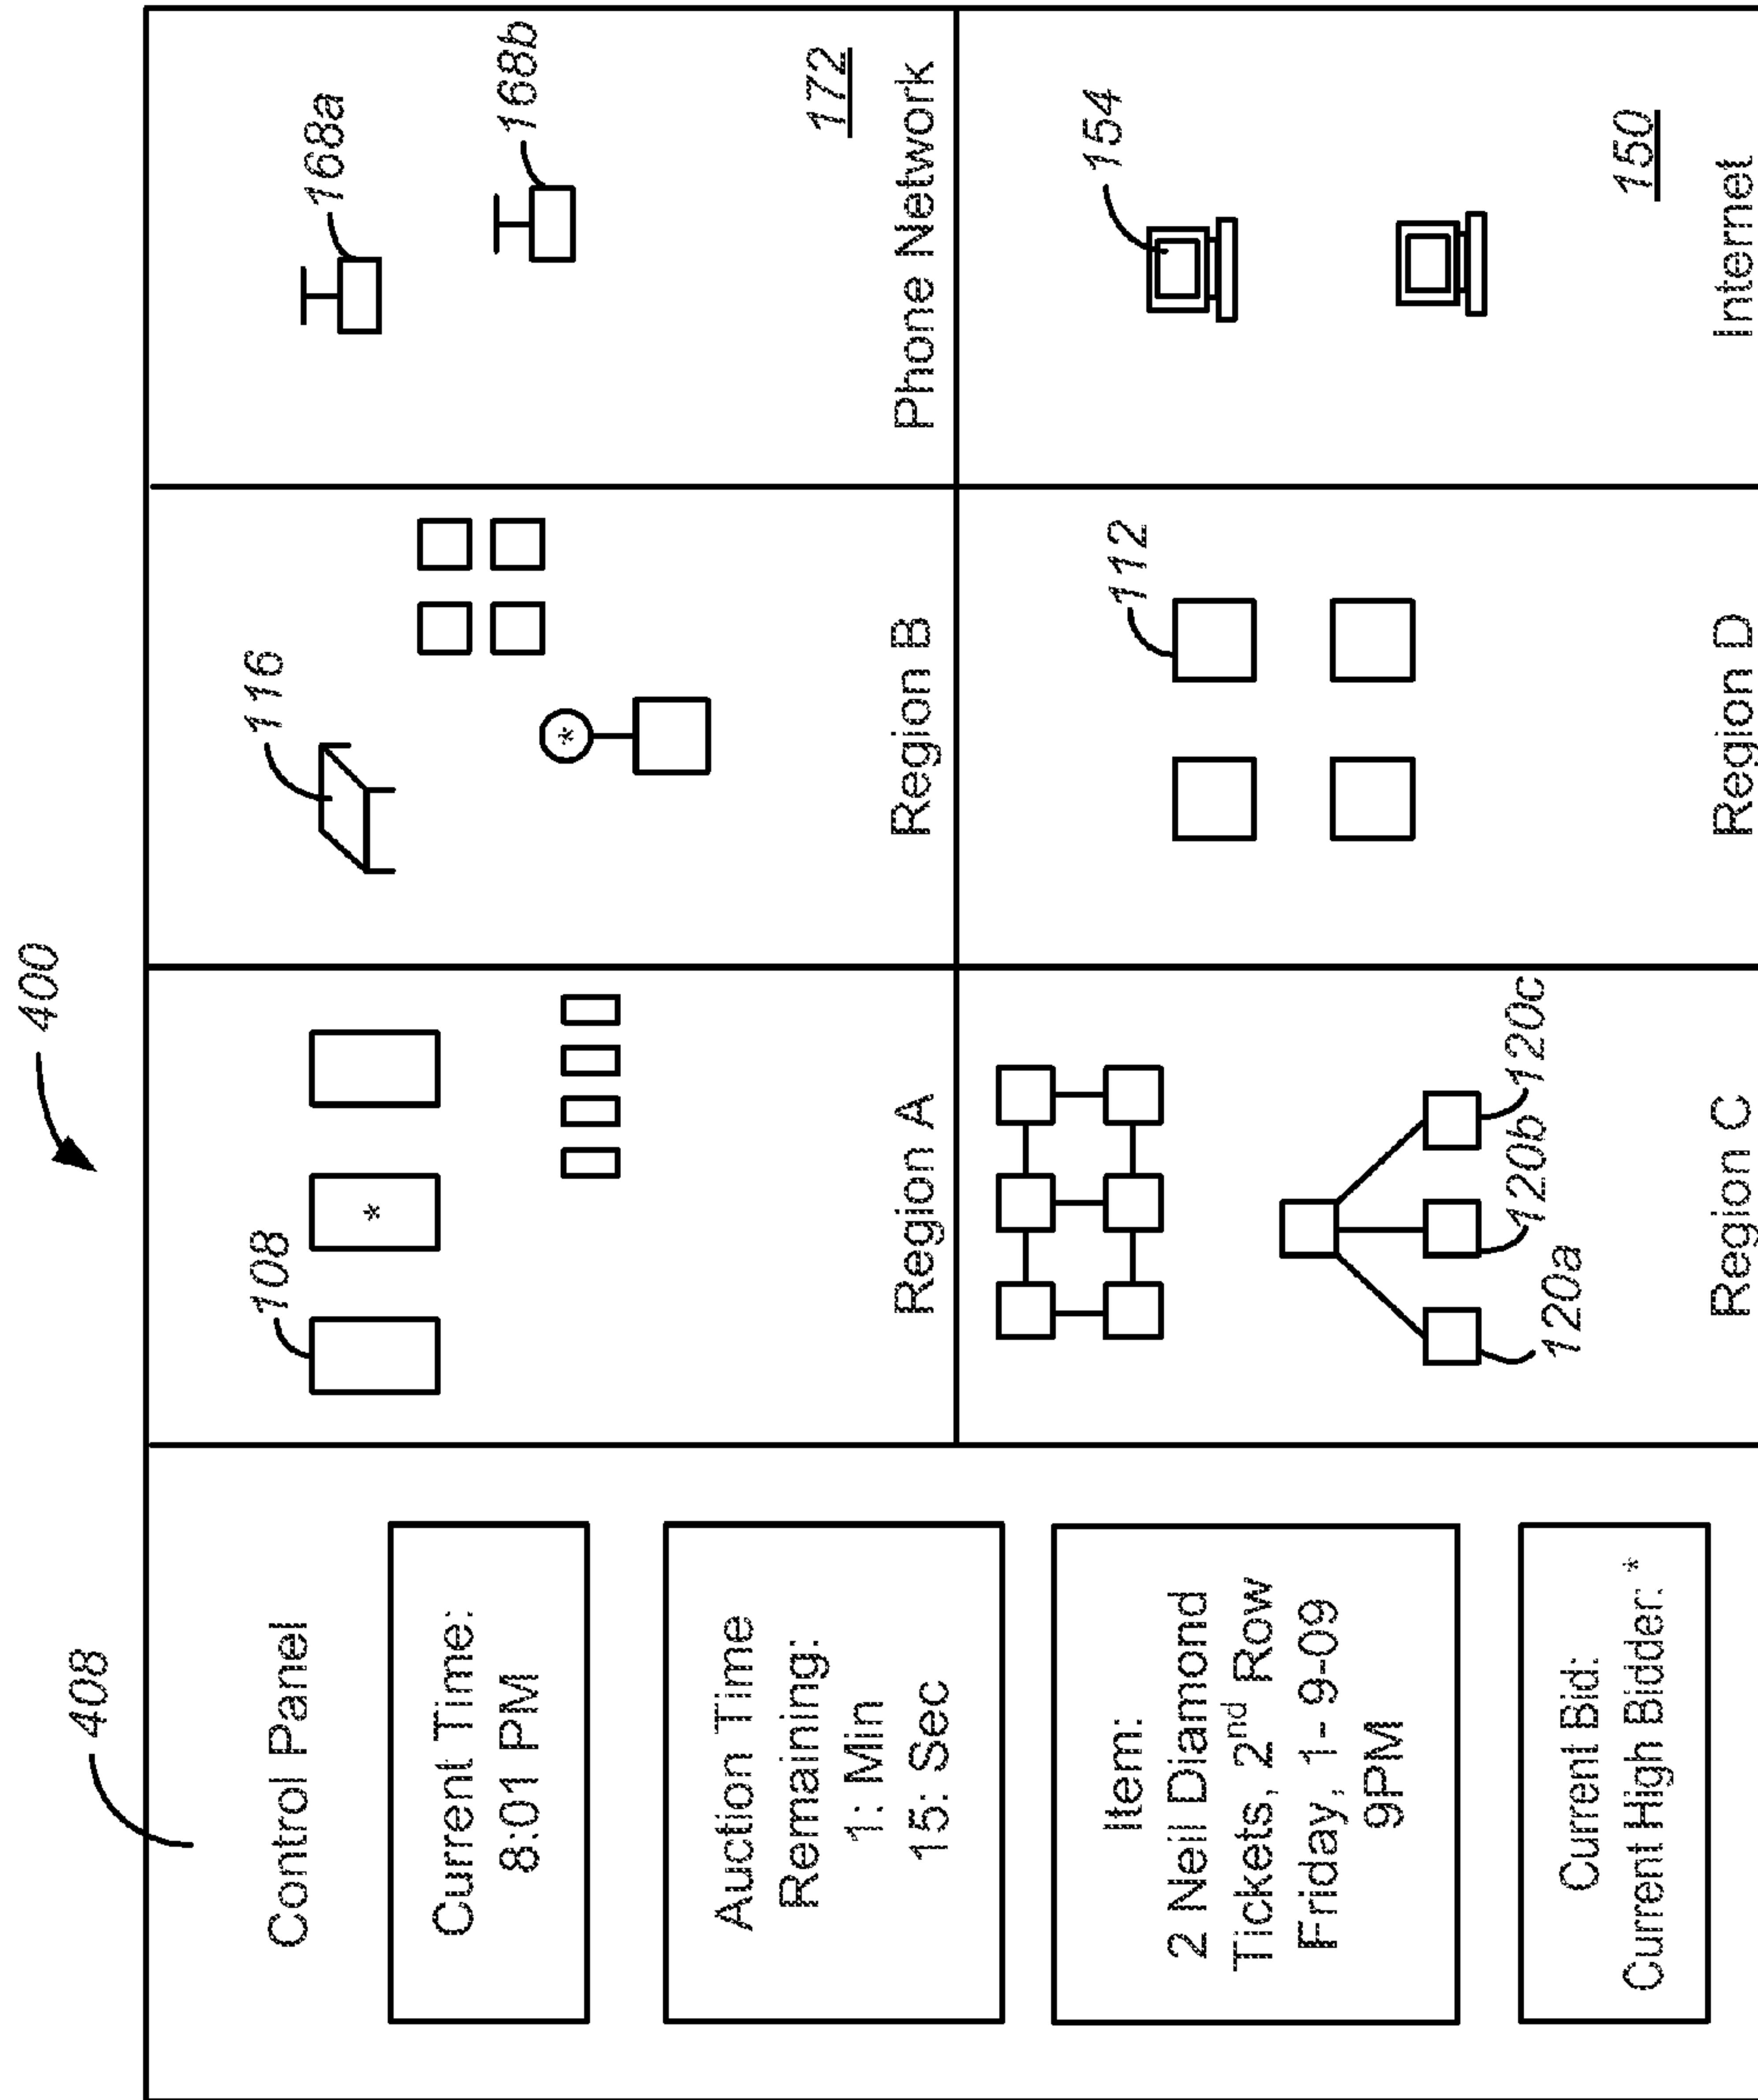 400
408
Control Panel
Current Time:
8:01 PM
Auction Time
Remaining:
1: Min
15: Sec
Item:
2 Neil Diamond
Tickets, 2nd Row
Friday, 1- 9-09
9PM
Current Bid:
Current High Bidder: *
108
*
Region A
116
*
Region B
168a
168b
172
Phone Network
120a
120b
120c
Region C
112
Region D
154
150
Internet